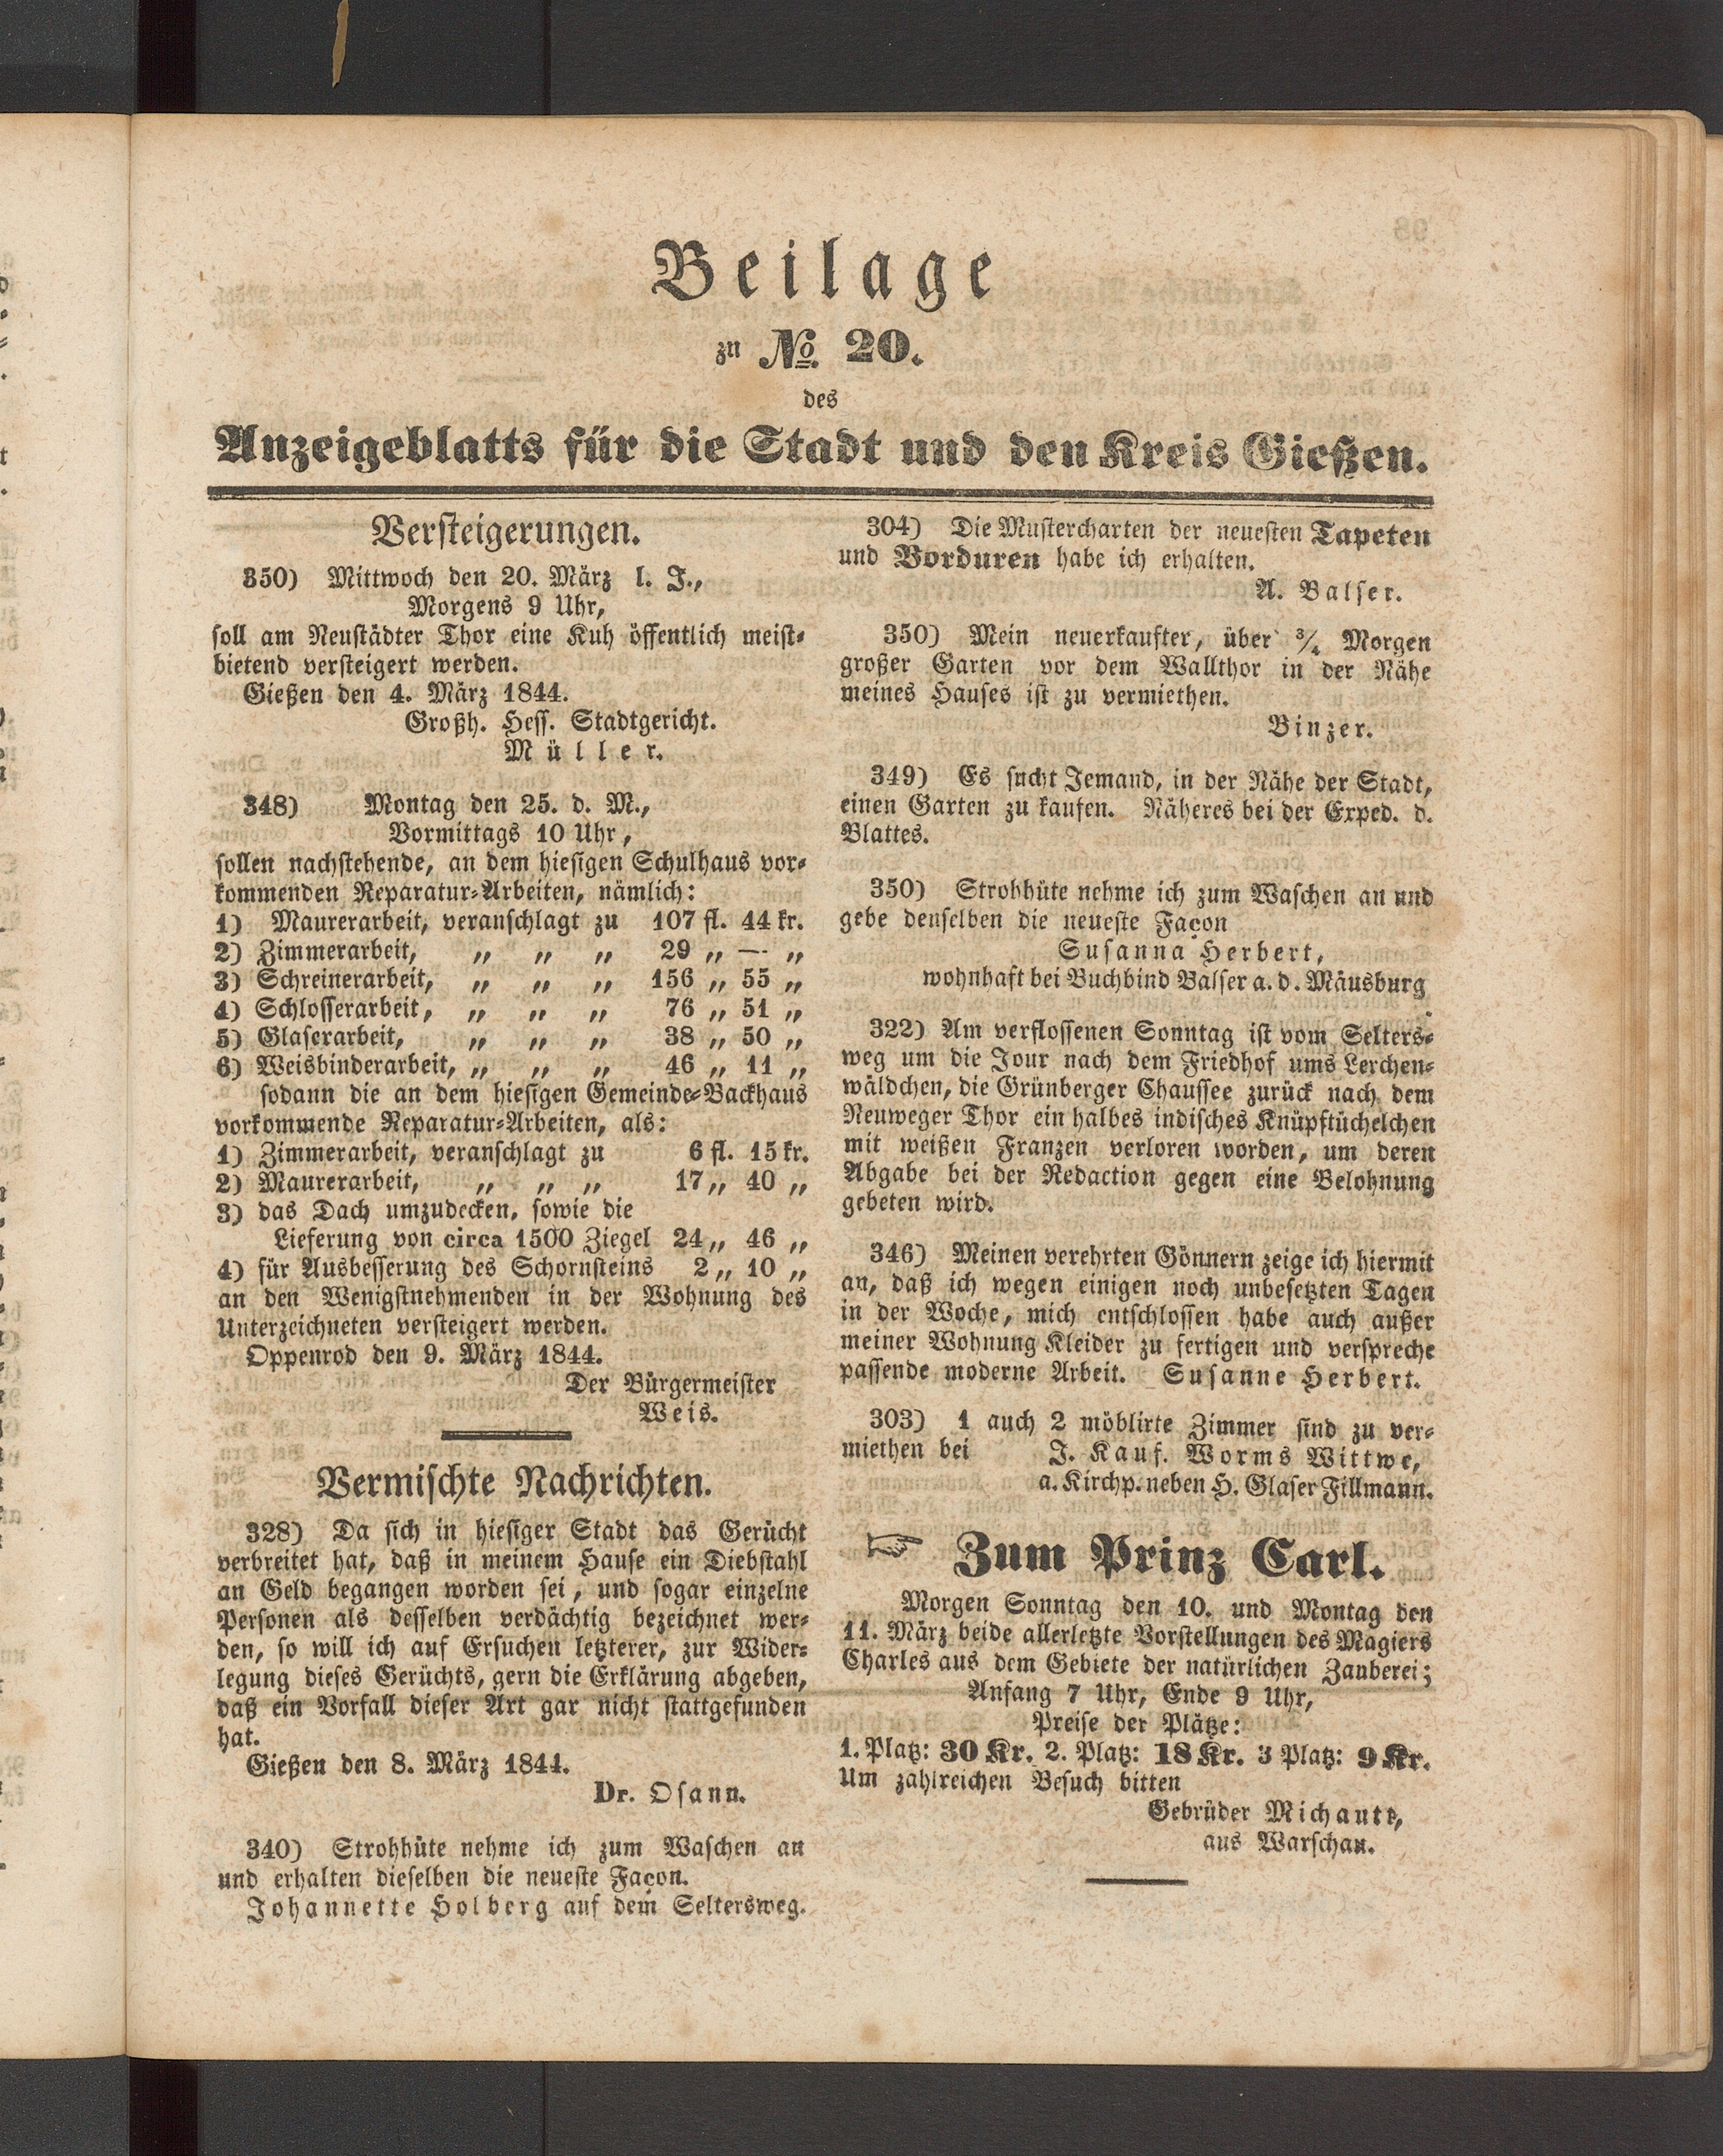 Beilage
zu No. 20.
des
Anzeigeblatts für die Stadt und den Kreis Gießen.
Versteigerungen.
350) Mittwoch den 20. März l. J.,
Morgens 9 Uhr,
soll am Neustädter Thor eine Kuh öffentlich meist-
bietend versteigert werden.
Gießen den 4. März 1844.
Großh. Hess. Stadtgericht.
Müller.
348) Montag den 25. d. M.,
Vormittags 10 Uhr,
sollen nachstehende, an dem hiesigen Schulhaus vor-
kommenden Reparatur-Arbeiten, nämlich:
1) Maurerarbeit, veranschlagt zu 107 fl. 44 kr.
2) Zimmerarbeit, „ „ „ 29 „ — „
3) Schreinerarbeit, „ „ „ 156 „ 55 „
4) Schlosserarbeit, „ „ „ 76 „ 51 „
5) Glaserarbeit, „ „ „ 38 „ 50 „
6) Weisbinderarbeit, „ „ „ 46 „ 11 „
sodann die an dem hiesigen Gemeinde-Backhaus
vorkommende Reparatur-Arbeiten, als:
1) Zimmerarbeit, veranschlagt zu 6 fl. 15 kr.
2) Maurerarbeit, „ „ „ 17 „ 40 „
3) das Dach umzudecken, sowie die
Lieferung von circa 1500 Ziegel 24 „ 46 „
4) für Ausbesserung des Schornsteins 2 „ 10 „
an den Wenigstnehmenden in der Wohnung des
Unterzeichneten versteigert werden.
Oppenrod den 9. März 1844.
Der Bürgermeister
Weis.
Vermischte Nachrichten.
328) Da sich in hiesiger Stadt das Gerücht
verbreitet hat, daß in meinem Hause ein Diebstahl
an Geld begangen worden sei, und sogar einzelne
Personen als desselben verdächtig bezeichnet wer-
den, so will ich auf Ersuchen letzterer, zur Wider-
legung dieses Gerüchts, gern die Erklärung abgeben,
daß ein Vorfall dieser Art gar nicht stattgefunden
hat.
Gießen den 8. März 1844.
Dr. Osann.
340) Strohhüte nehme ich zum Waschen an
und erhalten dieselben die neueste Façon.
Johannette Holberg auf dem Seltersweg.
304) Die Mustercharten der neuesten Tapeten
und Borduren habe ich erhalten.
A. Balser.
350) Mein neuerkaufter, über ¾ Morgen
großer Garten vor dem Wallthor in der Nähe
meines Hauses ist zu vermiethen.
Binzer.
349) Es sucht Jemand, in der Nähe der Stadt,
einen Garten zu kaufen. Näheres bei der Exped. d.
Blattes.
350) Strohhüte nehme ich zum Waschen an und
gebe denselben die neueste Façon
Susanna Herbert,
wohnhaft bei Buchbind Balser a. d. Mäusburg
.
322) Am verflossenen Sonntag ist vom Selters-
weg um die Jour nach dem Friedhof ums Lerchen-
wäldchen, die Grünberger Chaussee zurück nach dem
Neuweger Thor ein halbes indisches Knüpftüchelchen
mit weißen Franzen verloren worden, um deren
Abgabe bei der Redaction gegen eine Belohnung
gebeten wird.
346) Meinen verehrten Gönnern zeige ich hiermit
an, daß ich wegen einigen noch unbesetzten Tagen
in der Woche, mich entschlossen habe auch außer
meiner Wohnung Kleider zu fertigen und verspreche
passende moderne Arbeit. Susanne Herbert.
303) 1 auch 2 möblirte Zimmer sind zu ver-
miethen bei J. Kauf. Worms Wittwe,
a. Kirchp. neben H. Glaser Fillmann.
☞ Zum Prinz Carl.
Morgen Sonntag den 10. und Montag den
11. März beide allerletzte Vorstellungen des Magiers
Charles aus dem Gebiete der natürlichen Zauberei;
Anfang 7 Uhr, Ende 9 Uhr,
Preise der Plätze:
1. Platz: 30 Kr. 2. Platz: 18 Kr. 3 Platz: 9 Kr.
Um zahlreichen Besuch bitten
Gebrüder Michautz,
aus Warschau.